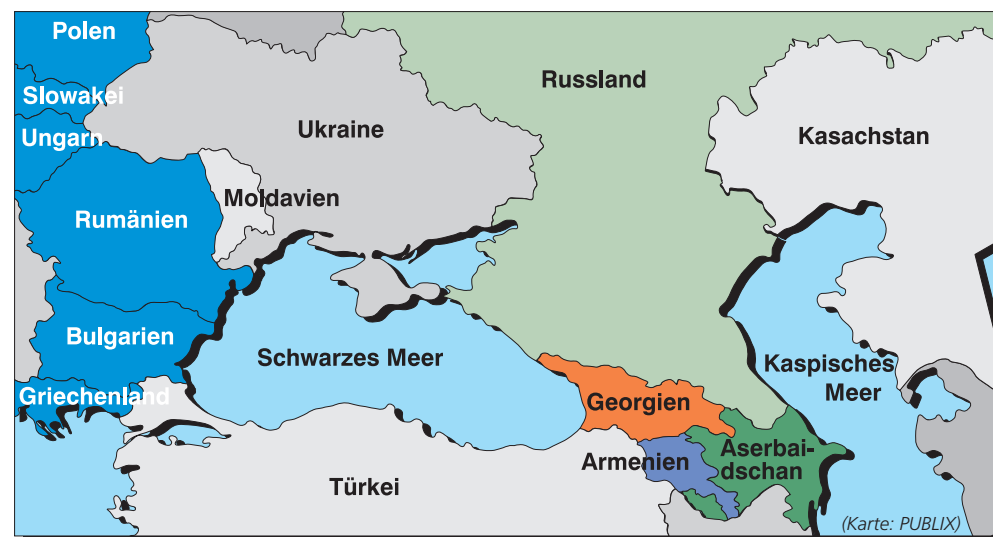 Polen
Slowakei
Ungarn
Rumänien
Bulgarien
Griechenland
Ukraine
Moldavien
Russland
Kasachstan
Schwarzes Meer
Kaspisches
Meer
Georgien
Armenien
Aserbai-
dschan
Türkei
(Karte: PUBLIX)